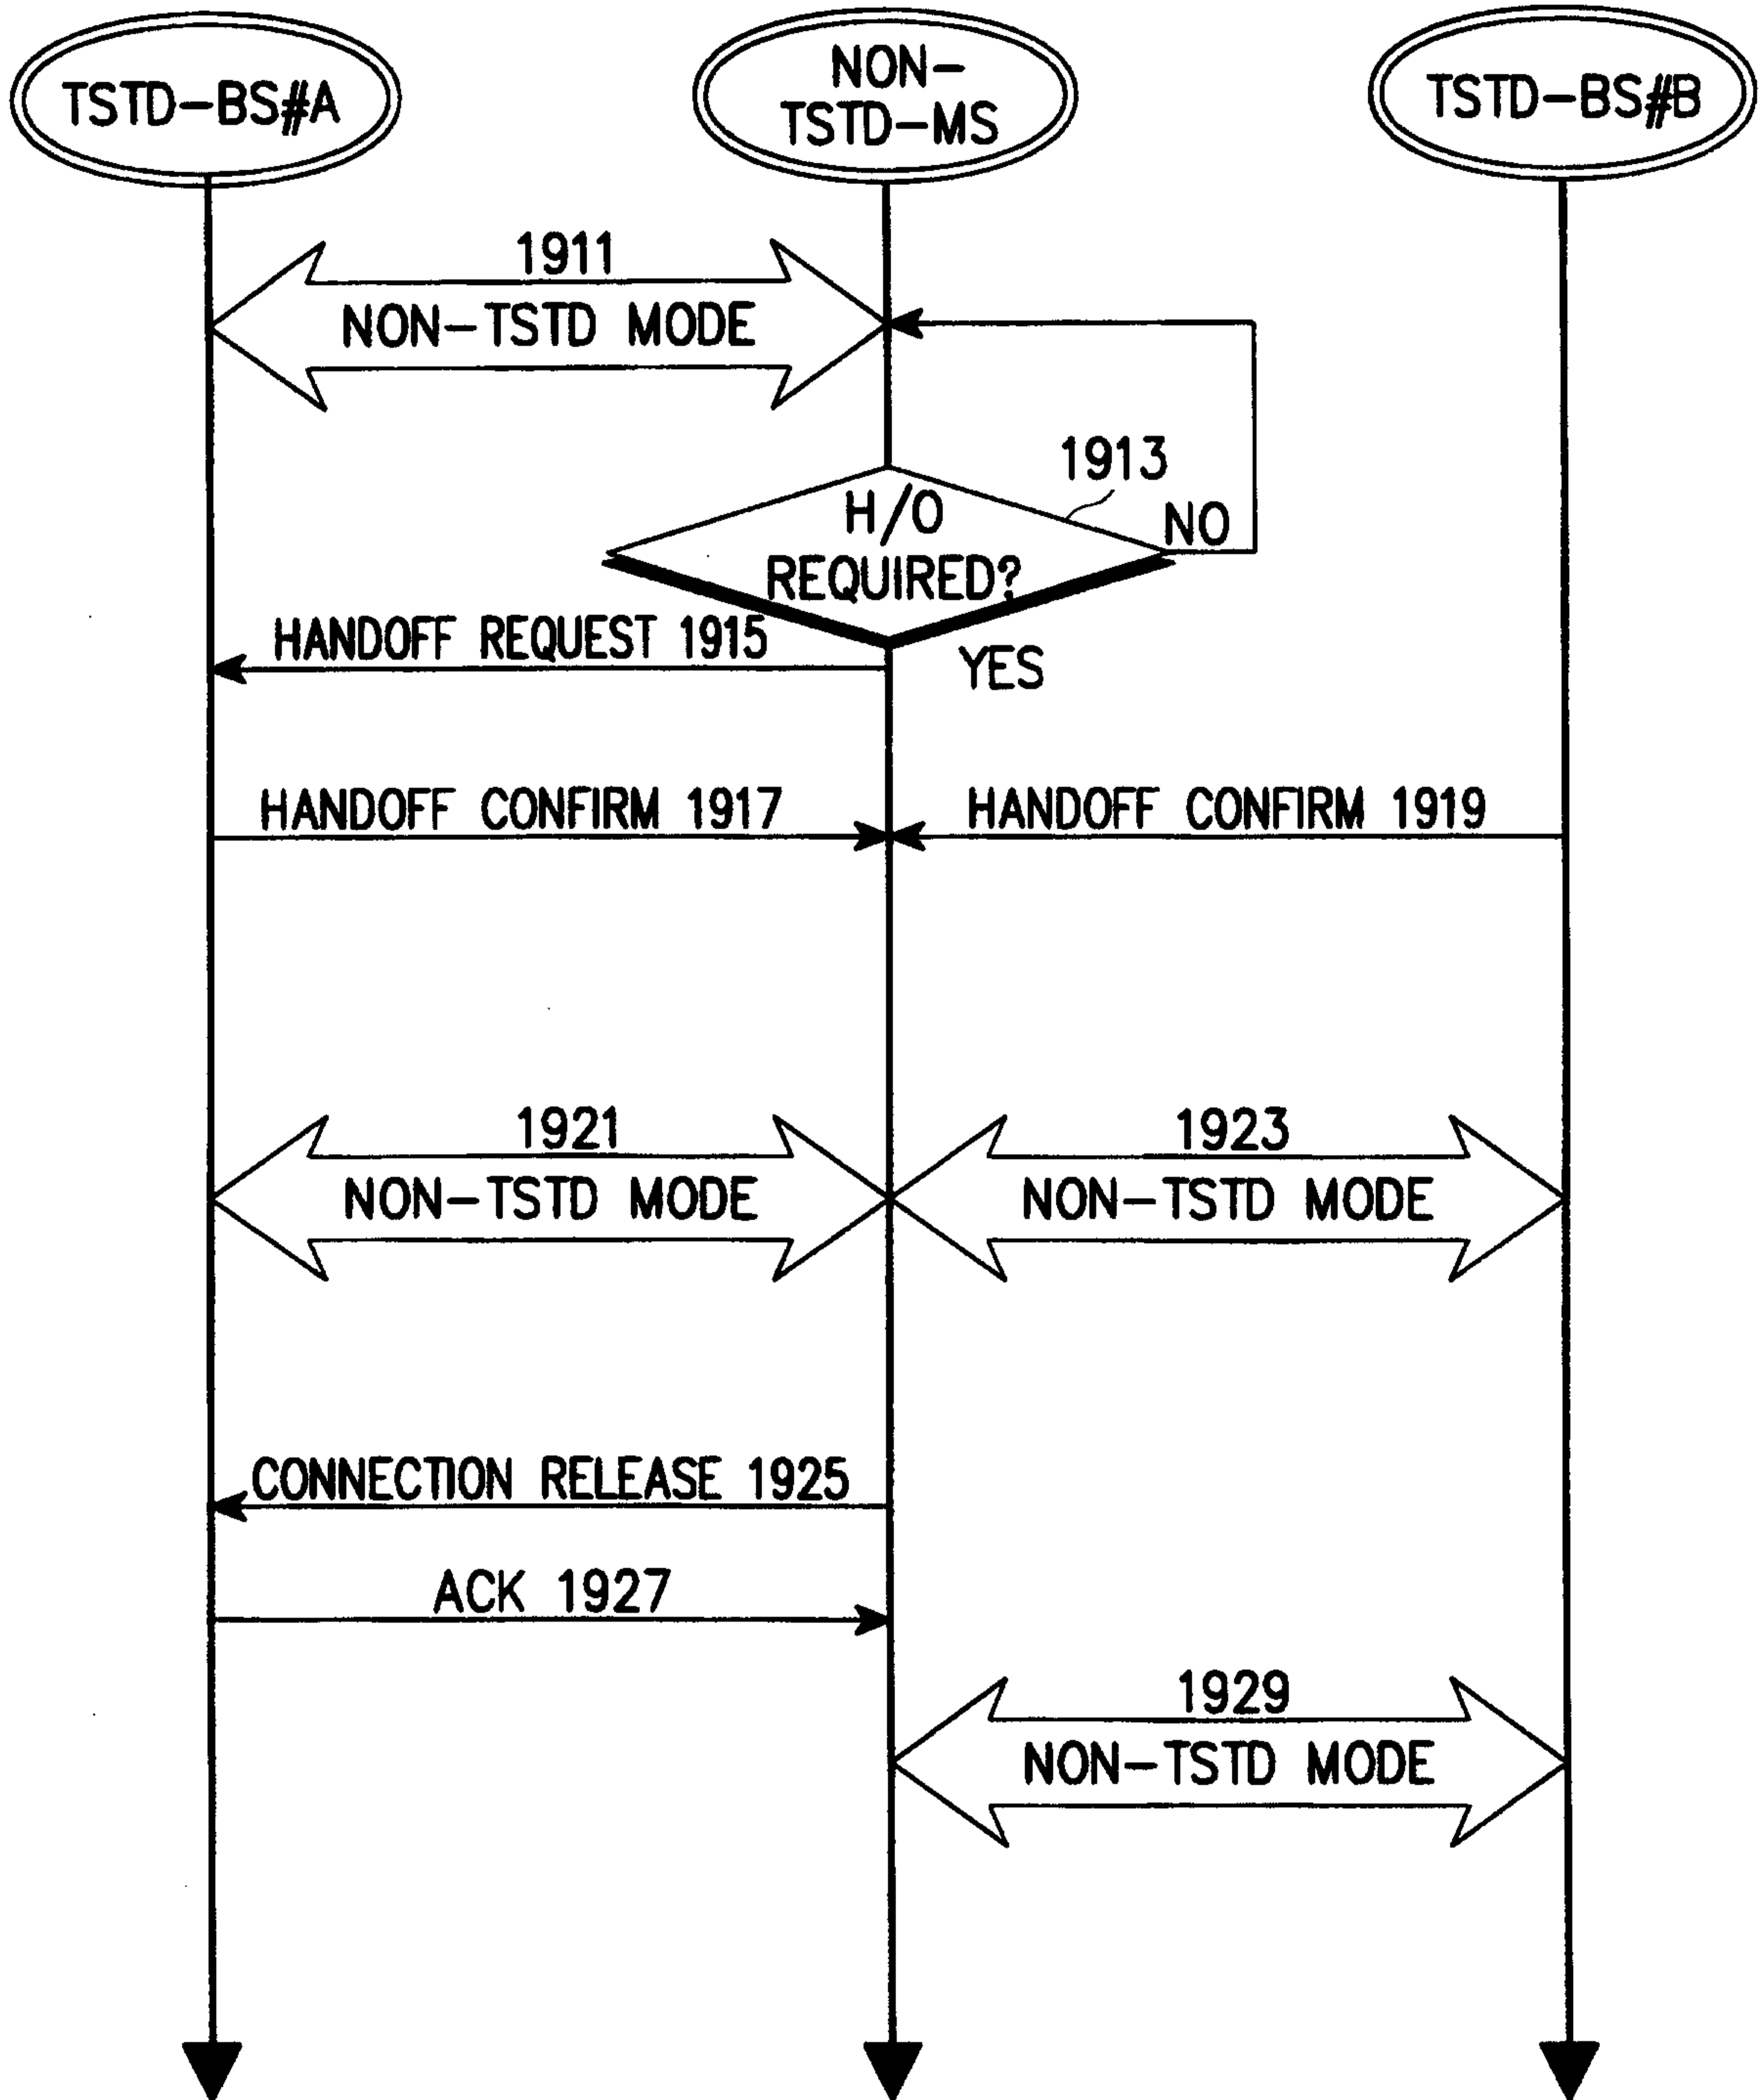 TSTD-BS#A
NON-
TSTD-MS
TSTD-BS#B
1911
NON-TSTD MODE
1913
H/O
REQUIRED?
NO
YES
HANDOFF REQUEST 1915
HANDOFF CONFIRM 1917
HANDOFF CONFIRM 1919
1921
NON-TSTD MODE
1923
NON-TSTD MODE
CONNECTION RELEASE 1925
ACK 1927
1929
NON-TSTD MODE